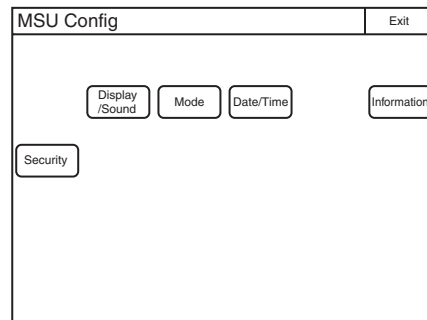 MSU Config
Exit
Display
/Sound
Mode
Date/Time
Information
Security